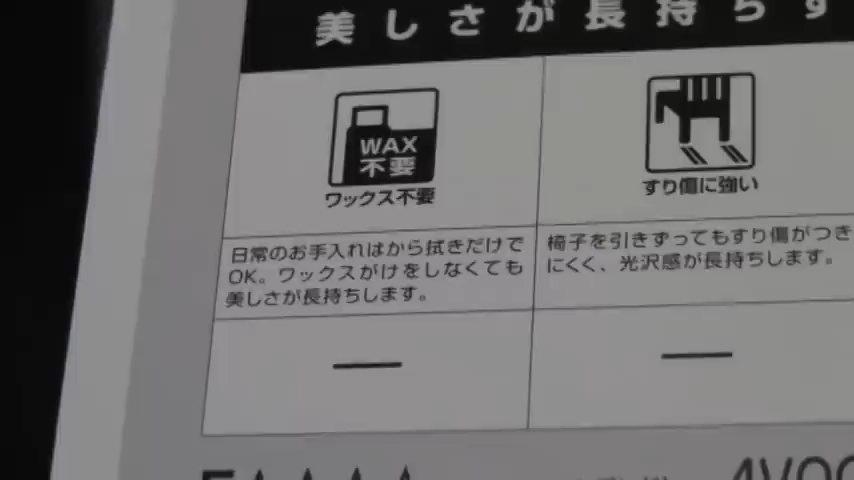 美しさが長持ちす
WAX
不要
ワックス不要
すり傷に強い
日常のお手入れはから拭きだけで
OK。ワックスがけをしなくても
美しさが長持ちします。
椅子を引きずってもすり傷がつき
にくく、光沢感が長持ちします。
—
—